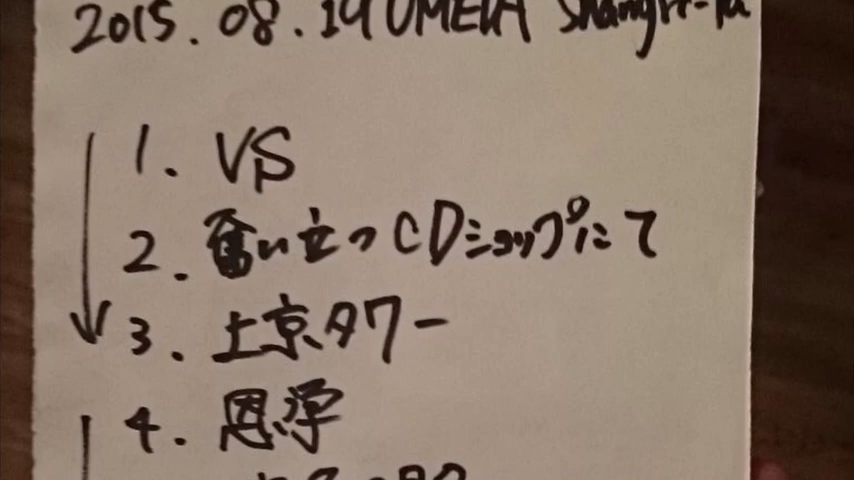 2015. 08. 19 UMEDA Shangri-la
1. VS
2. 奮い立つCDショップにて
3. 上京タワー
4.